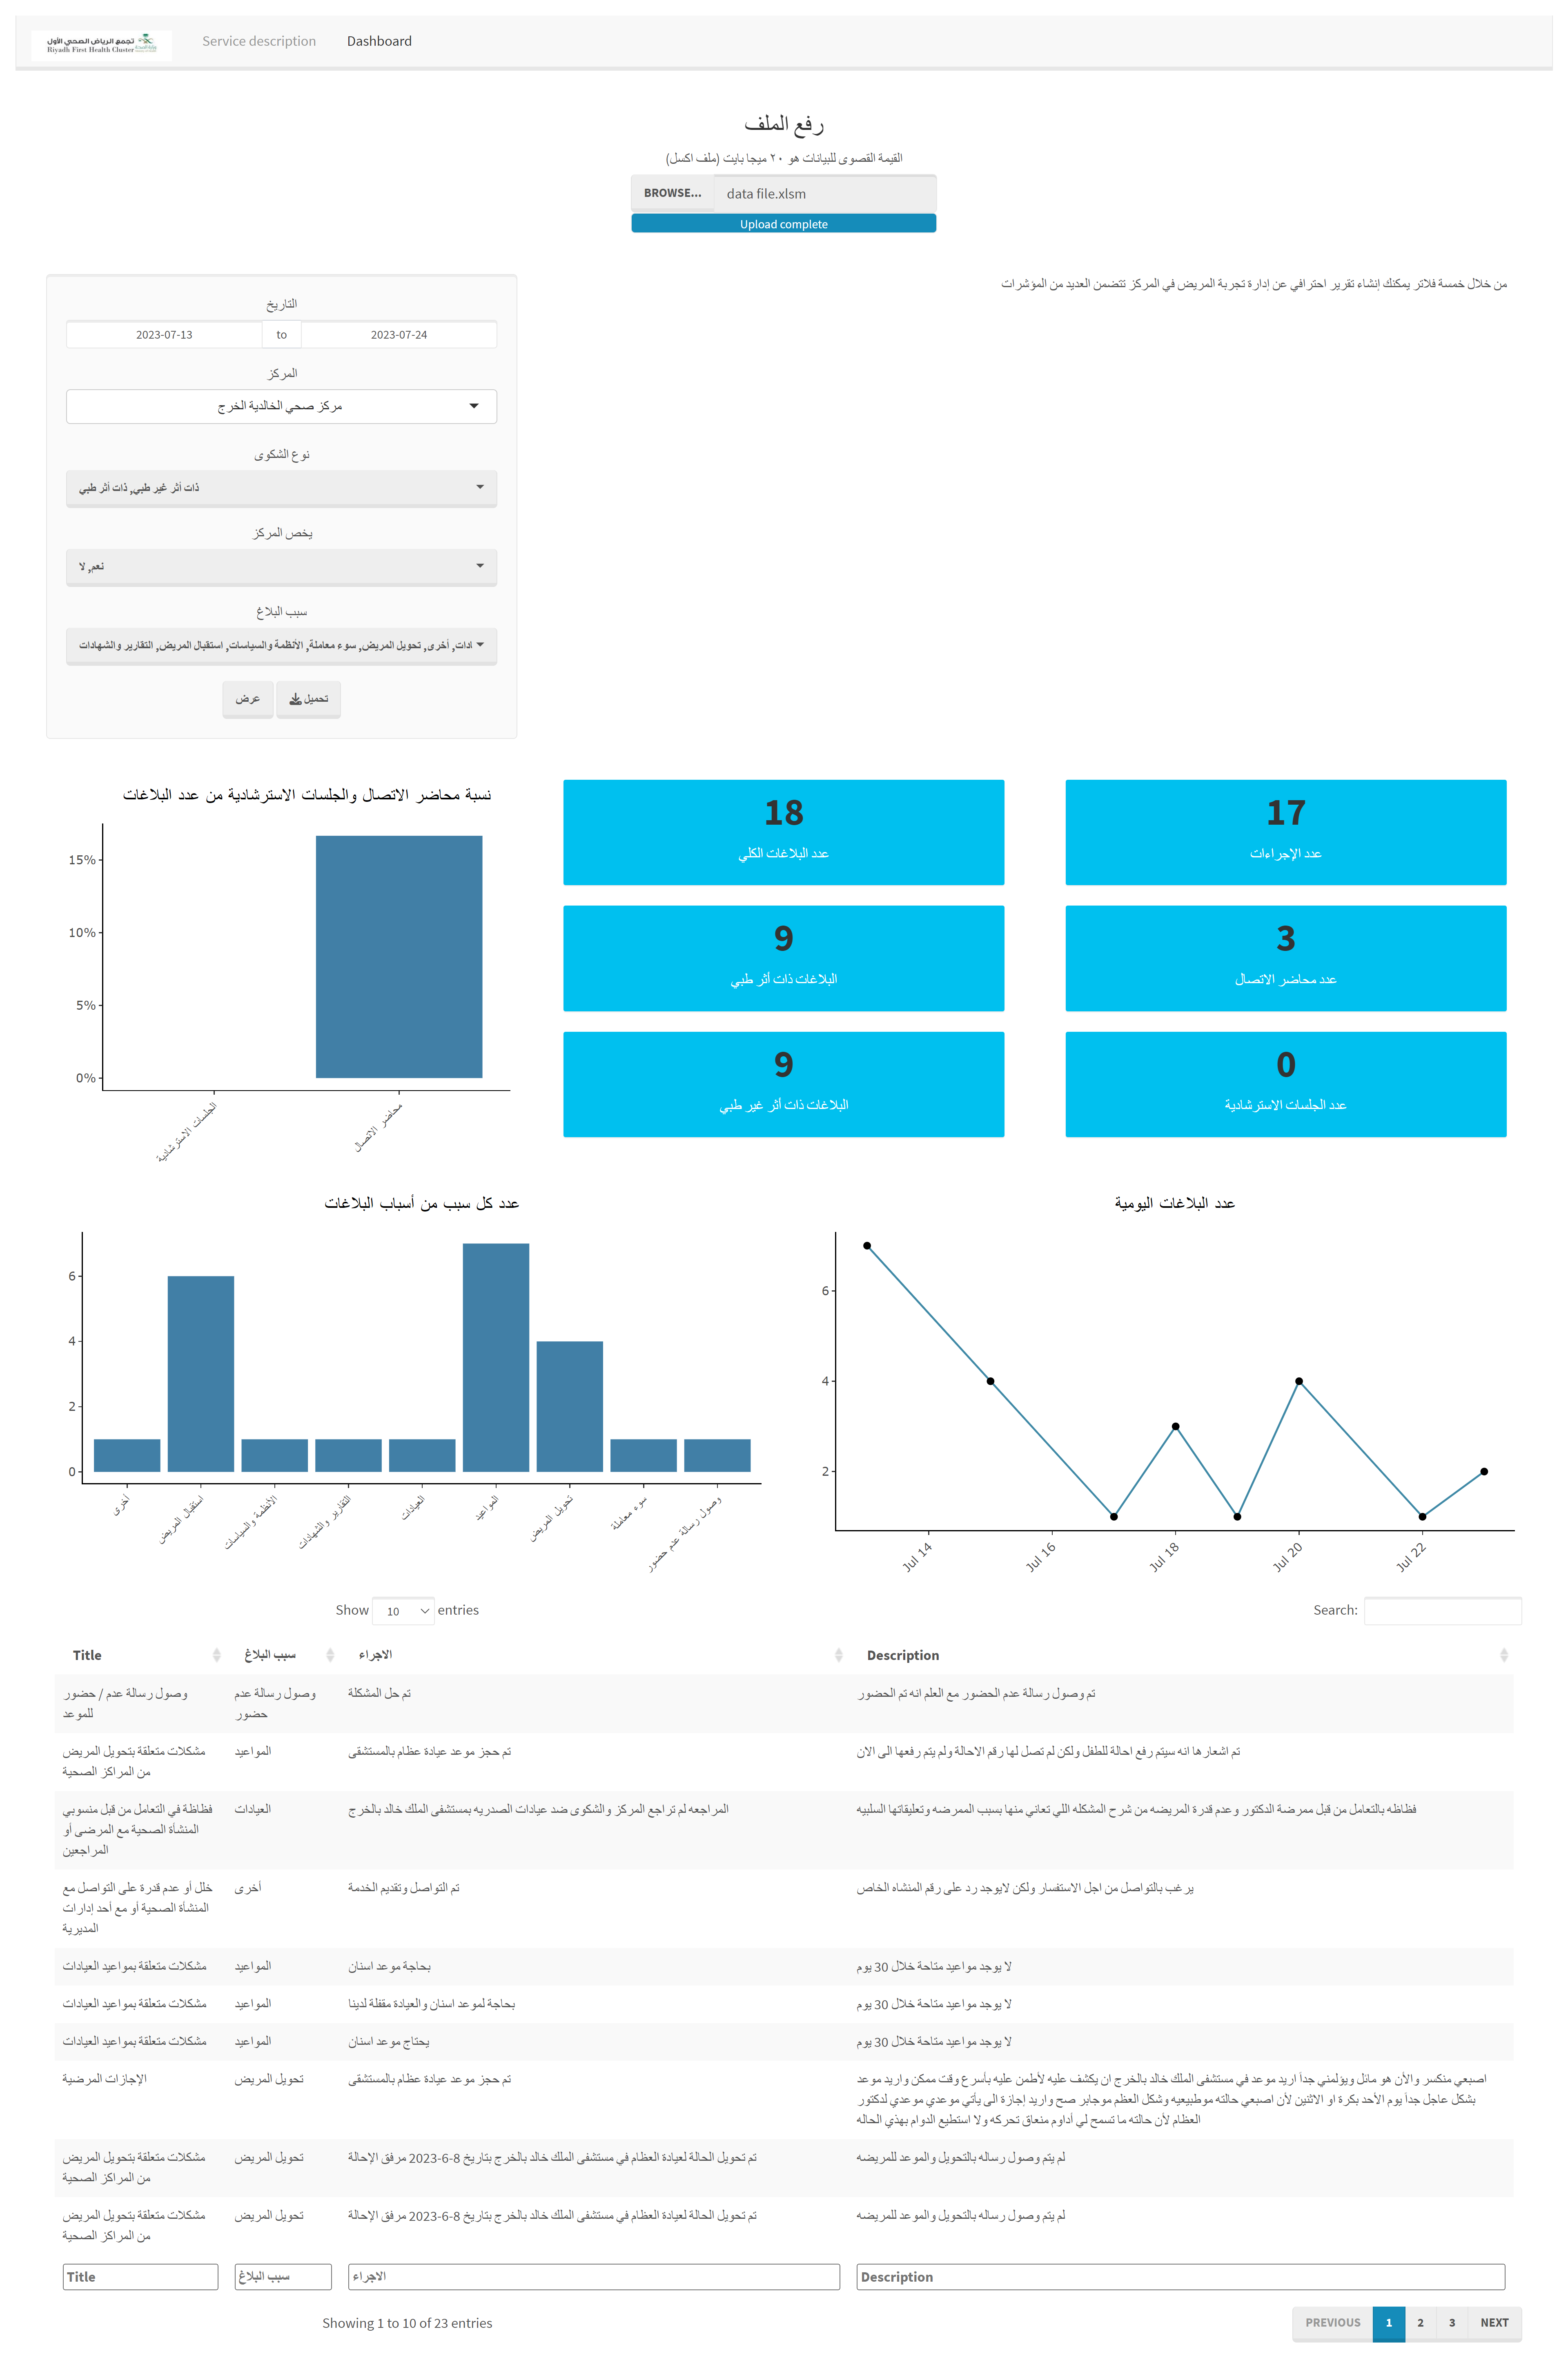 تجمع الرياض الصحي الأول
Riyadh First Health Cluster
Service description
Dashboard
رفع الملف
القيمة القصوى للبيانات هو ٢٠ ميجا بايت (ملف اكسل)
BROWSE...
data file.xlsm
Upload complete
من خلال خمسة فلاتر يمكنك إنشاء تقرير احترافي عن إدارة تجربة المريض في المركز تتضمن العديد من المؤشرات
التاريخ
2023-07-13 to 2023-07-24
المركز
مركز صحي الخالدية الخرج
نوع الشكوى
ذات أثر غير طبي, ذات أثر طبي
يخص المركز
نعم, لا
سبب البلاغ
ادات, أخرى, تحويل المريض, سوء معاملة, الأنظمة والسياسات, استقبال المريض, التقارير والشهادات
عرض
تحميل
نسبة محاضر الاتصال والجلسات الاسترشادية من عدد البلاغات
15%
10%
5%
0%
الجلسات الاسترشادية
محاضر الاتصال
18
عدد البلاغات الكلي
17
عدد الإجراءات
9
البلاغات ذات أثر طبي
3
عدد محاضر الاتصال
9
البلاغات ذات أثر غير طبي
0
عدد الجلسات الاسترشادية
عدد كل سبب من أسباب البلاغات
6
4
2
0
أخرى
استقبال المريض
الأنظمة والسياسات
التقارير والشهادات
العيادات
المواعيد
تحويل المريض
سوء معاملة
وصول رسالة عدم حضور
عدد البلاغات اليومية
6
4
2
Jul 14
Jul 16
Jul 18
Jul 20
Jul 22
Show 10 entries
Search:
Title
سبب البلاغ
الاجراء
Description
وصول رسالة عدم / حضور
للموعد
وصول رسالة عدم
حضور
تم حل المشكلة
تم وصول رسالة عدم الحضور مع العلم انه تم الحضور
مشكلات متعلقة بتحويل المريض
من المراكز الصحية
المواعيد
تم حجز موعد عيادة عظام بالمستشفى
تم اشعارها انه سيتم رفع احالة للطفل ولكن لم تصل لها رقم الاحالة ولم يتم رفعها الى الان
فظاظة في التعامل من قبل منسوبي
المنشأة الصحية مع المرضى أو
المراجعين
العيادات
المراجعه لم تراجع المركز والشكوى ضد عيادات الصدريه بمستشفى الملك خالد بالخرج
فظاظه بالتعامل من قبل ممرضة الدكتور وعدم قدرة المريضه من شرح المشكله اللي تعاني منها بسبب الممرضه وتعليقاتها السلبيه
خلل أو عدم قدرة على التواصل مع
المنشأة الصحية أو مع أحد إدارات
المديرية
أخرى
تم التواصل وتقديم الخدمة
يرغب بالتواصل من اجل الاستفسار ولكن لايوجد رد على رقم المنشاه الخاص
مشكلات متعلقة بمواعيد العيادات
المواعيد
بحاجة موعد اسنان
لا يوجد مواعيد متاحة خلال 30 يوم
مشكلات متعلقة بمواعيد العيادات
المواعيد
بحاجة لموعد اسنان والعيادة مقفلة لدينا
لا يوجد مواعيد متاحة خلال 30 يوم
مشكلات متعلقة بمواعيد العيادات
المواعيد
يحتاج موعد اسنان
لا يوجد مواعيد متاحة خلال 30 يوم
الإجازات المرضية
تحويل المريض
تم حجز موعد عيادة عظام بالمستشفى
اصبعي منكسر والأن هو مائل ويؤلمني جداً اريد موعد في مستشفى الملك خالد بالخرج ان يكشف عليه لأطمن عليه بأسرع وقت ممكن واريد موعد
بشكل عاجل جداً يوم الأحد بكرة او الاثنين لأن اصبعي حالته موطبيعيه وشكل العظم موجابر صح واريد إجازة الى يأتي موعدي موعدي لدكتور
العظام لأن حالته ما تسمح لي أداوم منعاق تحركه ولا استطيع الدوام بهذي الحاله
مشكلات متعلقة بتحويل المريض
من المراكز الصحية
تحويل المريض
تم تحويل الحالة لعيادة العظام في مستشفى الملك خالد بالخرج بتاريخ 8-6-2023 مرفق الإحالة
لم يتم وصول رساله بالتحويل والموعد للمريضه
مشكلات متعلقة بتحويل المريض
من المراكز الصحية
تحويل المريض
تم تحويل الحالة لعيادة العظام في مستشفى الملك خالد بالخرج بتاريخ 8-6-2023 مرفق الإحالة
لم يتم وصول رساله بالتحويل والموعد للمريضه
Title
سبب البلاغ
الاجراء
Description
Showing 1 to 10 of 23 entries
PREVIOUS 1 2 3 NEXT